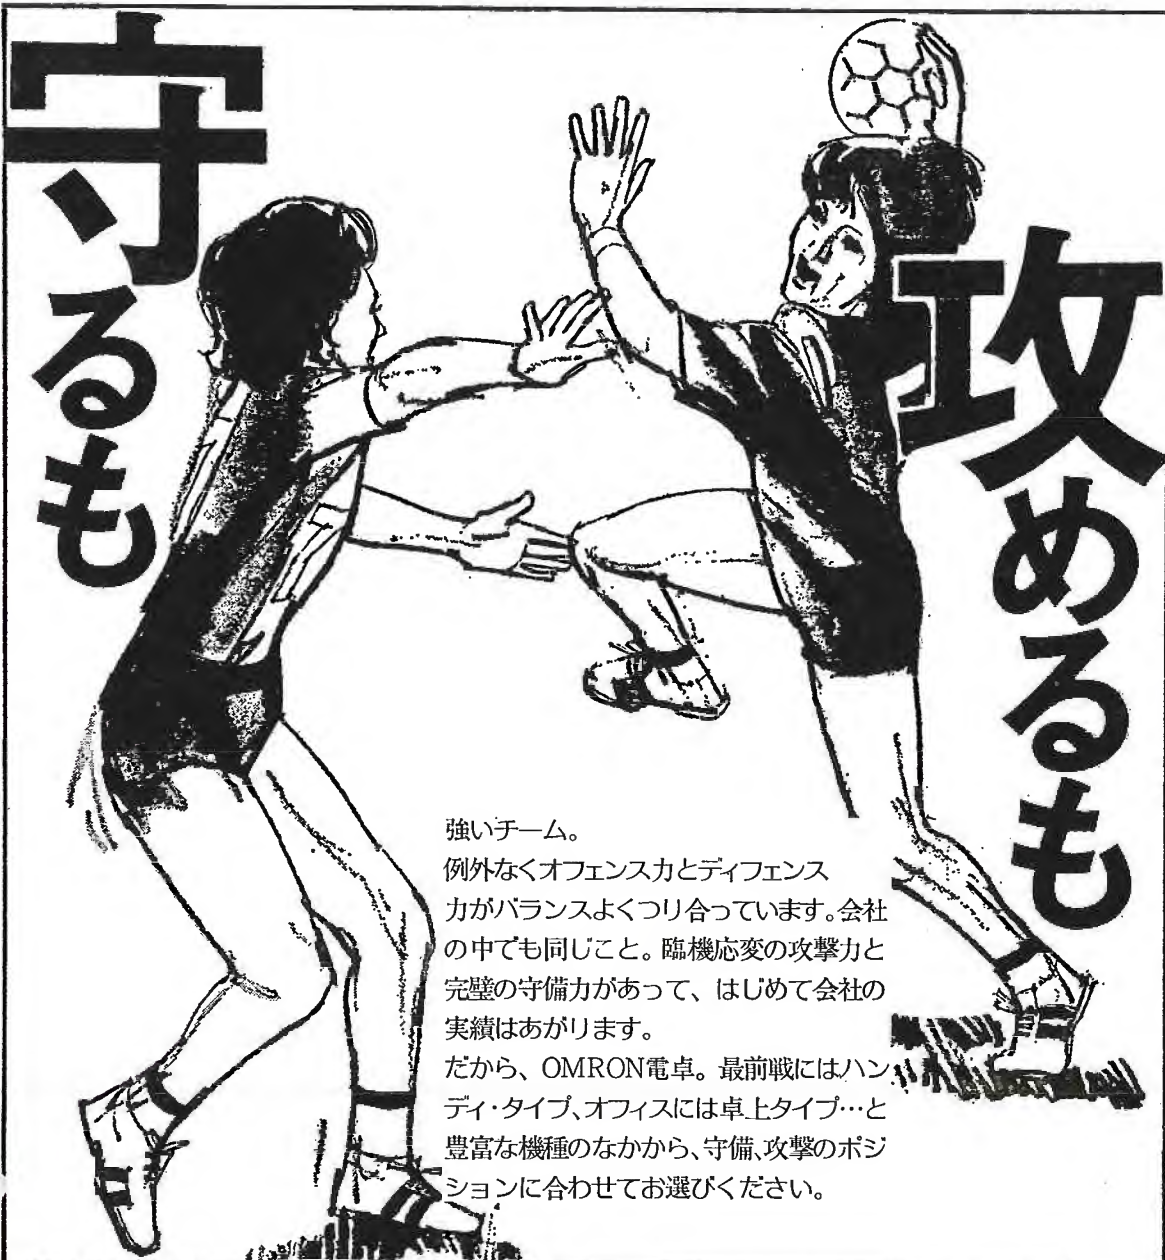 攻めるも
守るも
強いチーム。
例外なくオフェンス力とディフェンス
力がバランスよくつり合っています。会社
の中でも同じこと。臨機応変の攻撃力と
完璧の守備力があって、はじめて会社の
実績はあがります。
だから、OMRON電卓。最前戦にはハン
ディ・タイプ、オフィスには卓上タイプ…と
豊富な機種のなかから、守備、攻撃のポジ
ションに合わせてお選びください。